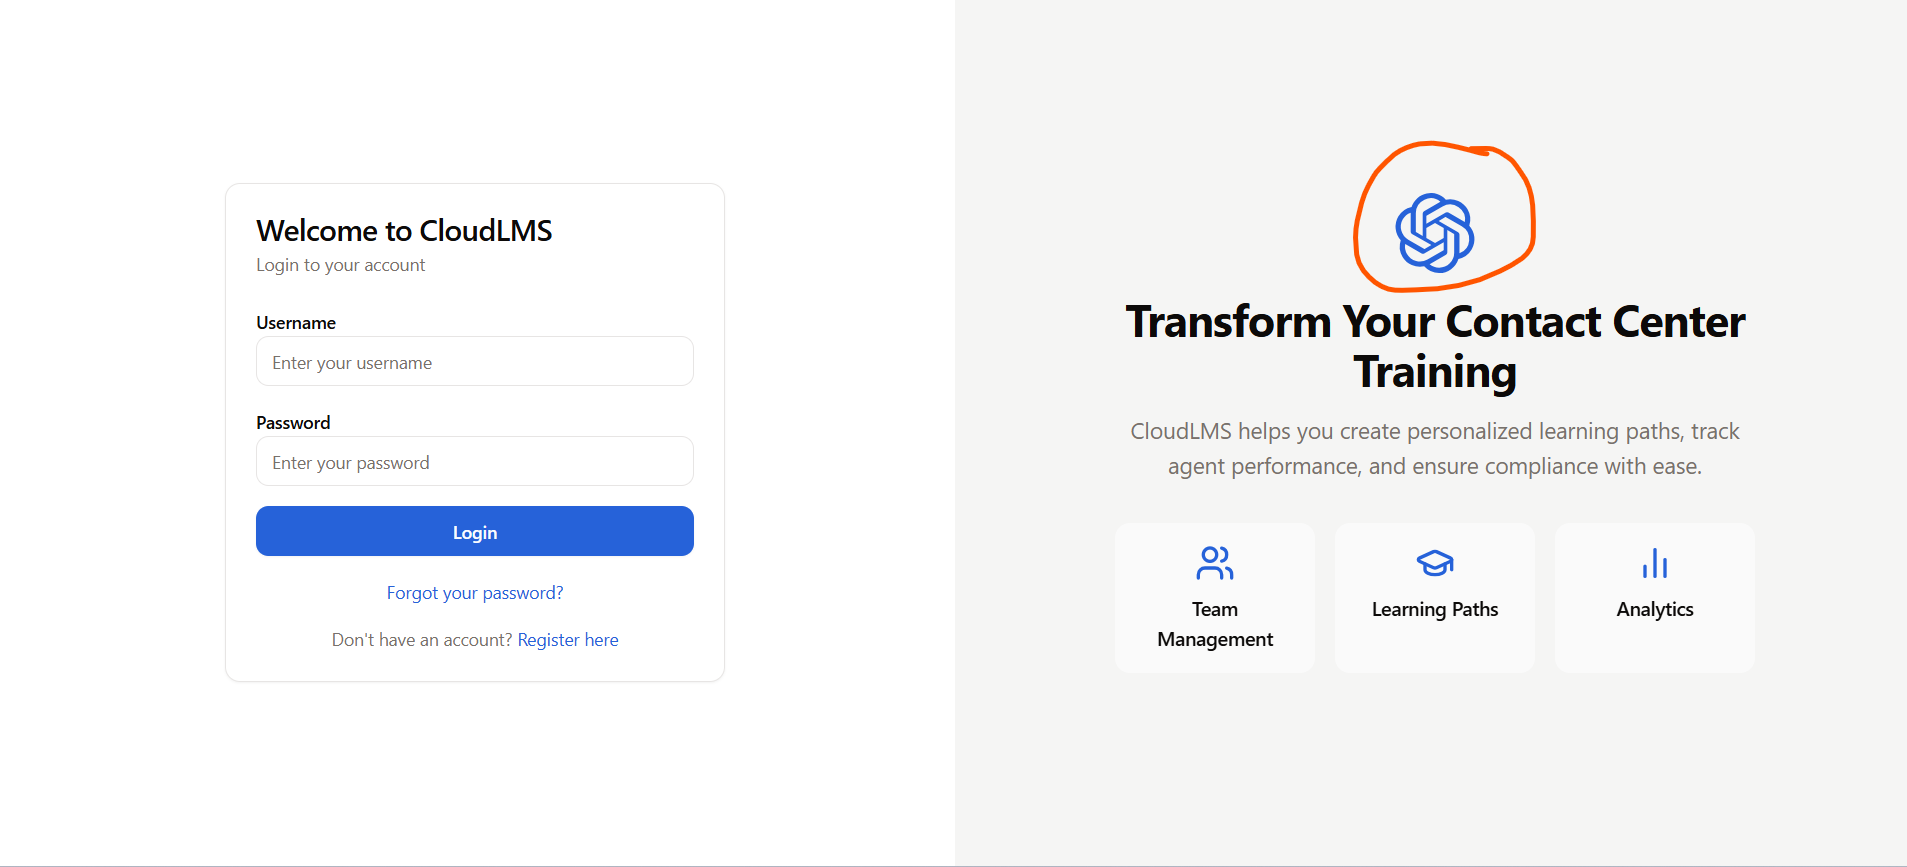 Welcome to CloudLMS
Login to your account
Username
Enter your username
Password
Enter your password
Login
Forgot your password?
Don't have an account? Register here
Transform Your Contact Center
Training
CloudLMS helps you create personalized learning paths, track
agent performance, and ensure compliance with ease.
Team
Management
Learning Paths
Analytics